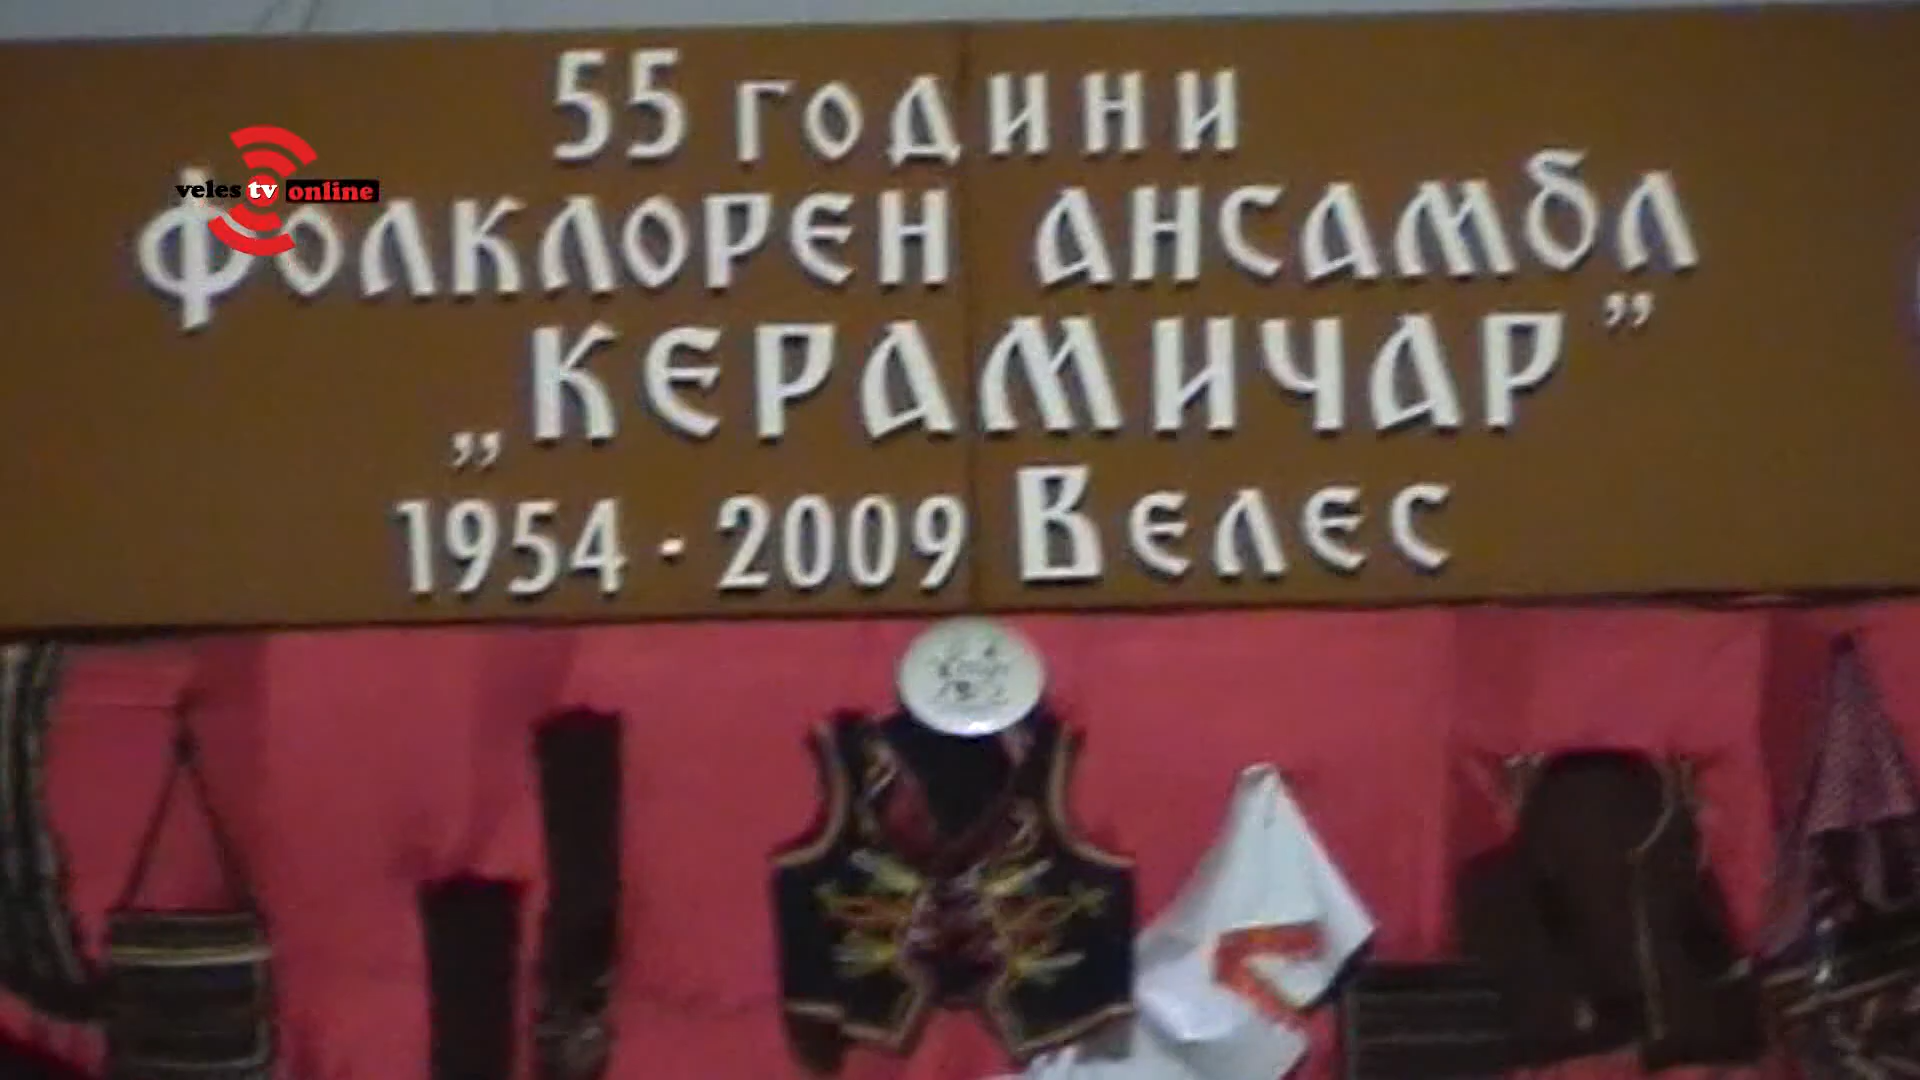 55 години
veles tv online
Фолклорен ансамбл
„Керамичар”
1954 · 2009 Велес